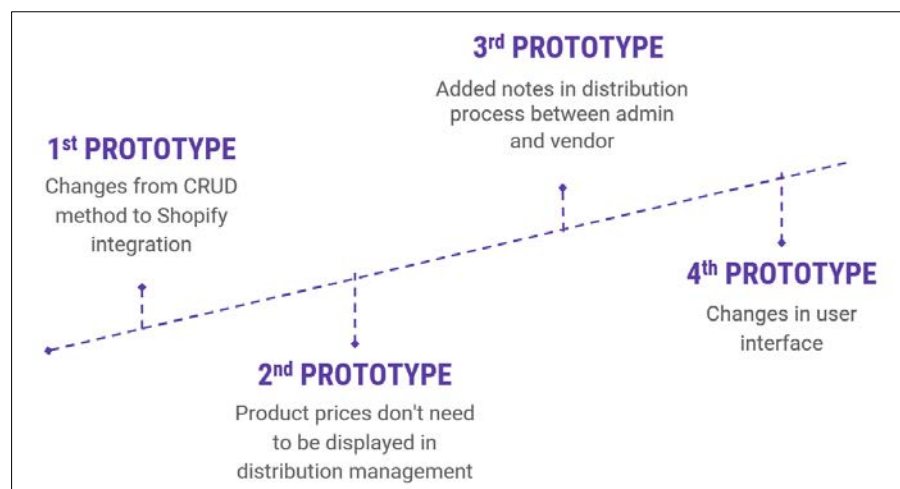 1st PROTOTYPE
Changes from CRUD
method to Shopify
integration
2nd PROTOTYPE
Product prices don't need
to be displayed in
distribution management
3rd PROTOTYPE
Added notes in distribution
process between admin
and vendor
4th PROTOTYPE
Changes in user
interface